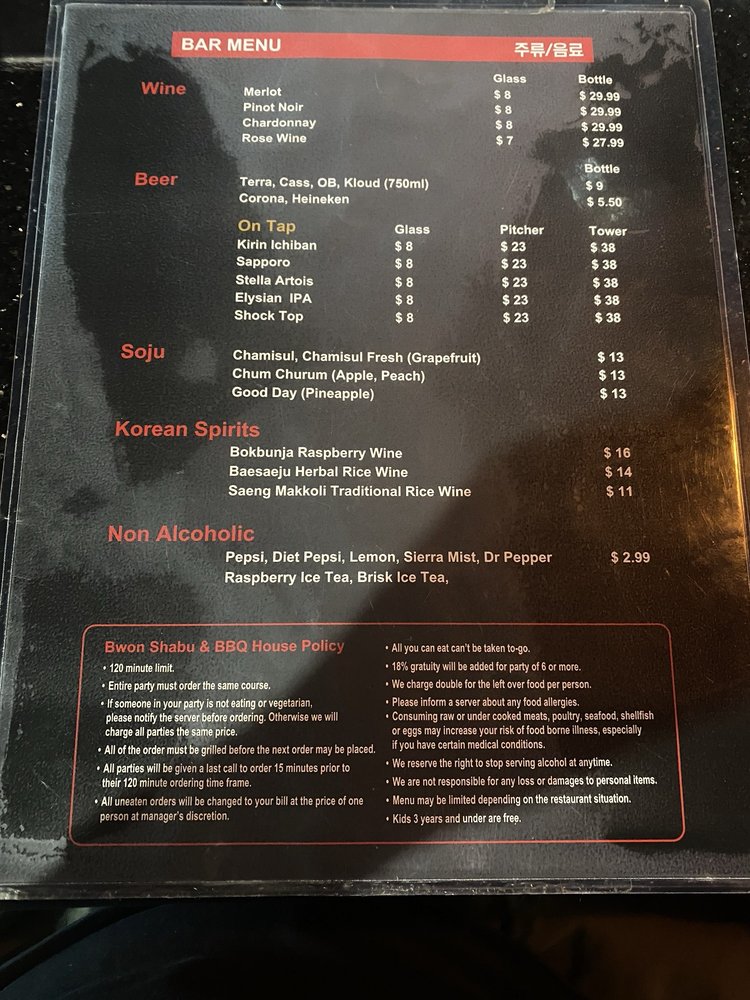 BAR MENU 주류/음료
Wine Glass Bottle
Merlot $ 8 $ 29.99
Pinot Noir $ 8 $ 29.99
Chardonnay $ 8 $ 29.99
Rose Wine $ 7 $ 27.99
Beer Bottle
Terra, Cass, OB, Kloud (750ml) $ 9
Corona, Heineken $ 5.50
On Tap Glass Pitcher Tower
Kirin Ichiban $ 8 $ 23 $ 38
Sapporo $ 8 $ 23 $ 38
Stella Artois $ 8 $ 23 $ 38
Elysian IPA $ 8 $ 23 $ 38
Shock Top $ 8 $ 23 $ 38
Soju
Chamisul, Chamisul Fresh (Grapefruit) $ 13
Chum Churum (Apple, Peach) $ 13
Good Day (Pineapple) $ 13
Korean Spirits
Bokbunja Raspberry Wine $ 16
Baesaeju Herbal Rice Wine $ 14
Saeng Makkoli Traditional Rice Wine $ 11
Non Alcoholic
Pepsi, Diet Pepsi, Lemon, Sierra Mist, Dr Pepper $ 2.99
Raspberry Ice Tea, Brisk Ice Tea,
Bwon Shabu & BBQ House Policy
• 120 minute limit.
• Entire party must order the same course.
• If someone in your party is not eating or vegetarian,
please notify the server before ordering. Otherwise we will
charge all parties the same price.
• All of the order must be grilled before the next order may be placed.
• All parties will be given a last call to order 15 minutes prior to
their 120 minute ordering time frame.
• All uneaten orders will be changed to your bill at the price of one
person at manager's discretion.
• All you can eat can't be taken to-go.
• 18% gratuity will be added for party of 6 or more.
• We charge double for the left over food per person.
• Please inform a server about any food allergies.
• Consuming raw or under cooked meats, poultry, seafood, shellfish
or eggs may increase your risk of food borne illness, especially
if you have certain medical conditions.
• We reserve the right to stop serving alcohol at anytime.
• We are not responsible for any loss or damages to personal items.
• Menu may be limited depending on the restaurant situation.
• Kids 3 years and under are free.